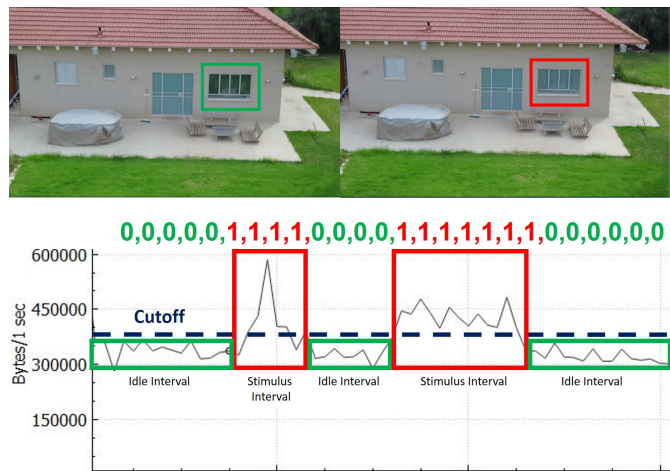 0,0,0,0,0,1,1,1,1,0,0,0,0,1,1,1,1,1,1,1,0,0,0,0,0,0
600000
450000
Cutoff
300000
150000
Bytes/1 sec
Idle Interval
Stimulus
Interval
Idle Interval
Stimulus Interval
Idle Interval